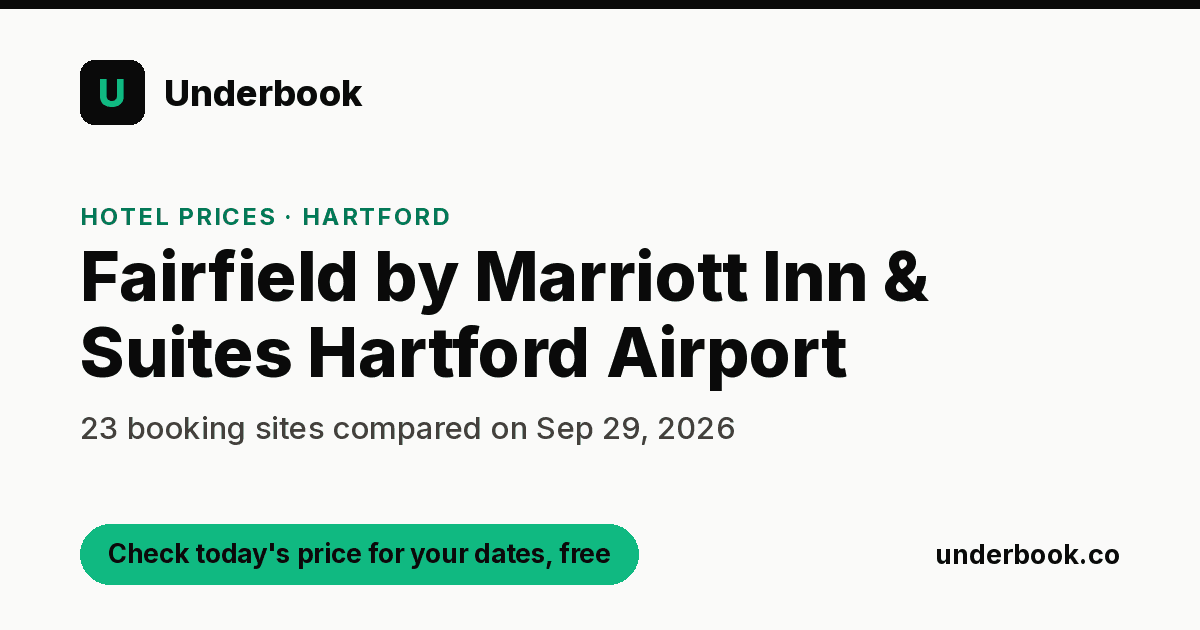 U Underbook
HOTEL PRICES · HARTFORD
Fairfield by Marriott Inn &
Suites Hartford Airport
23 booking sites compared on Sep 29, 2026
Check today's price for your dates, free
underbook.co